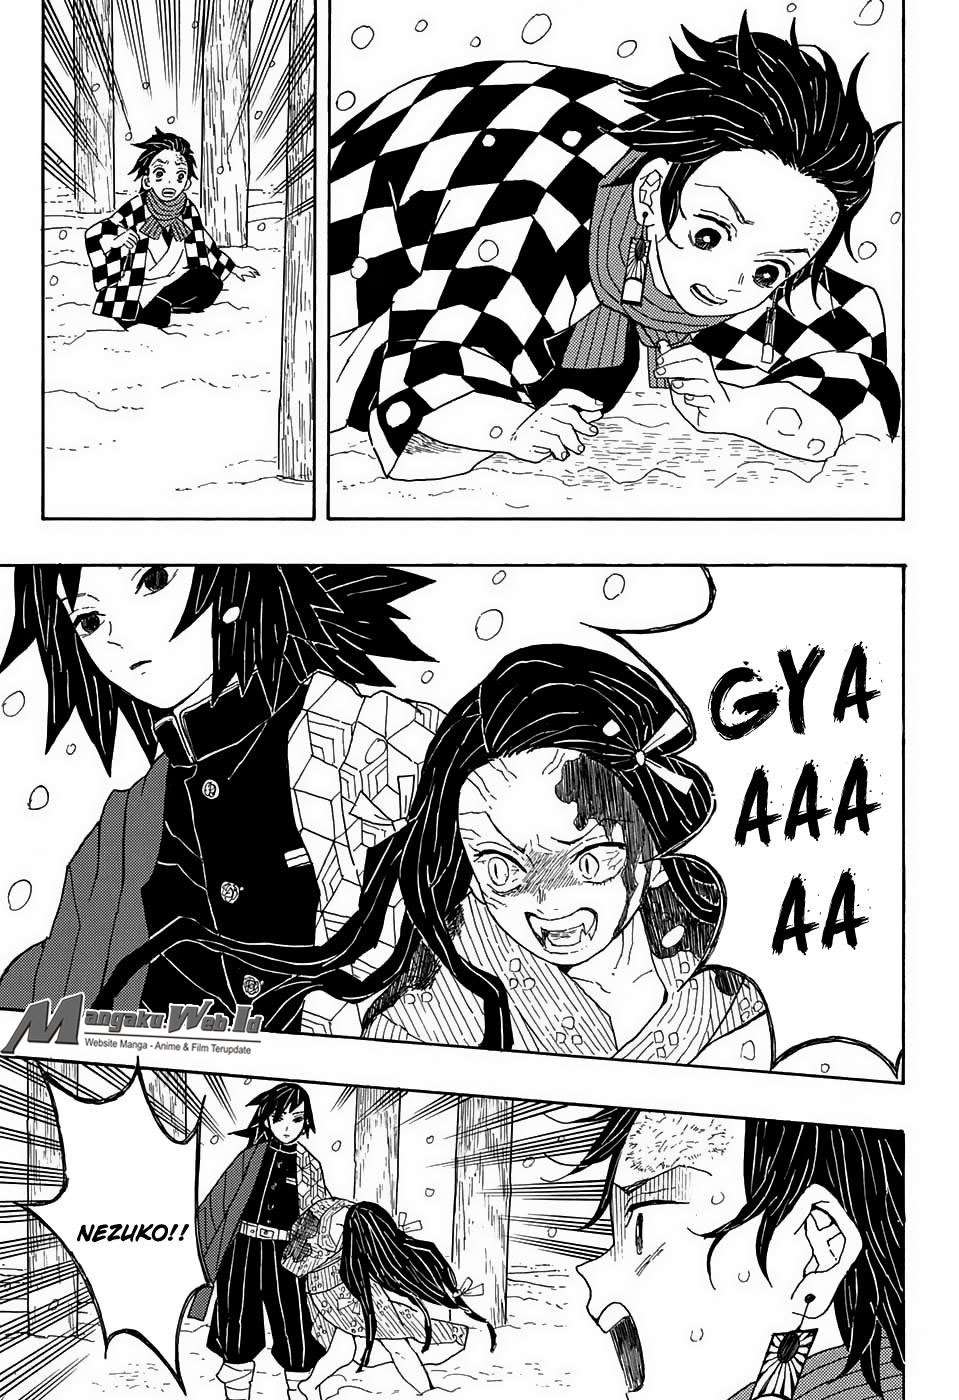 GYA
AAA
AA
Mangaku.Web.Id
Website Manga - Anime & Film Terupdate
NEZUKO!!